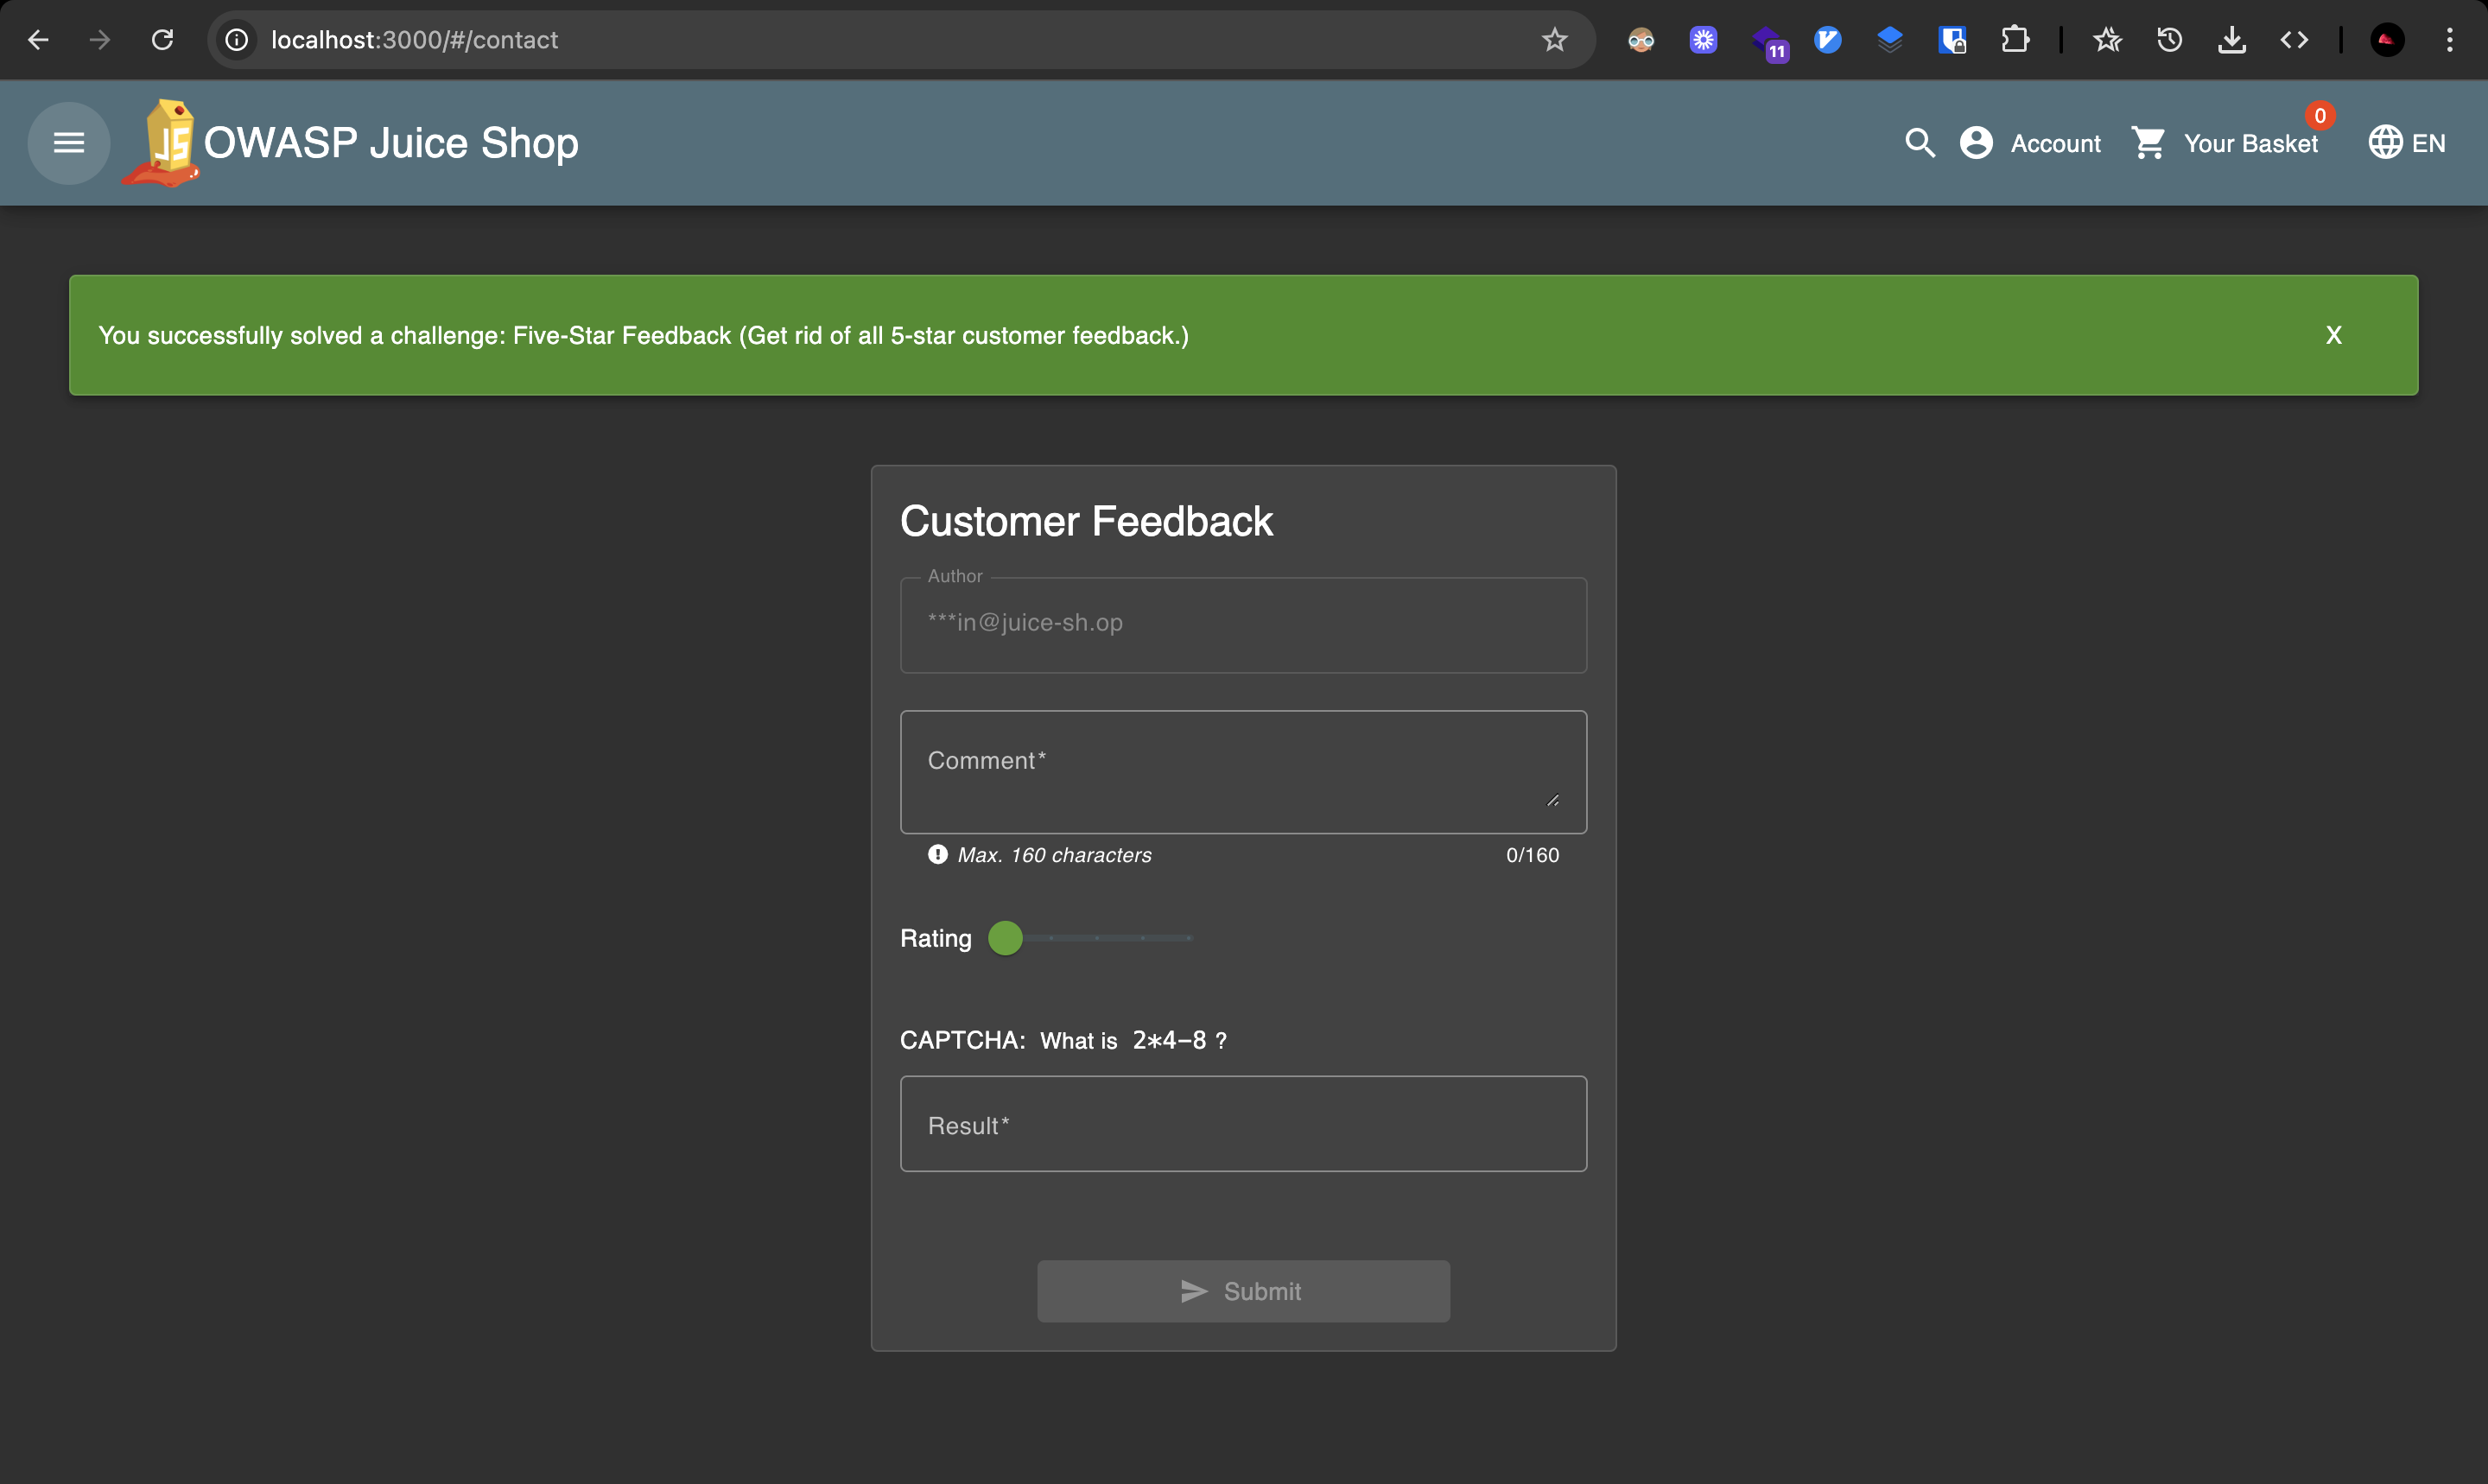 localhost:3000/#/contact
11
JS
OWASP Juice Shop
Account
Your Basket
0
EN
You successfully solved a challenge: Five-Star Feedback (Get rid of all 5-star customer feedback.)
X
Customer Feedback
Author
***in@juice-sh.op
Comment*
Max. 160 characters
0/160
Rating
CAPTCHA: What is 2*4-8 ?
Result*
Submit